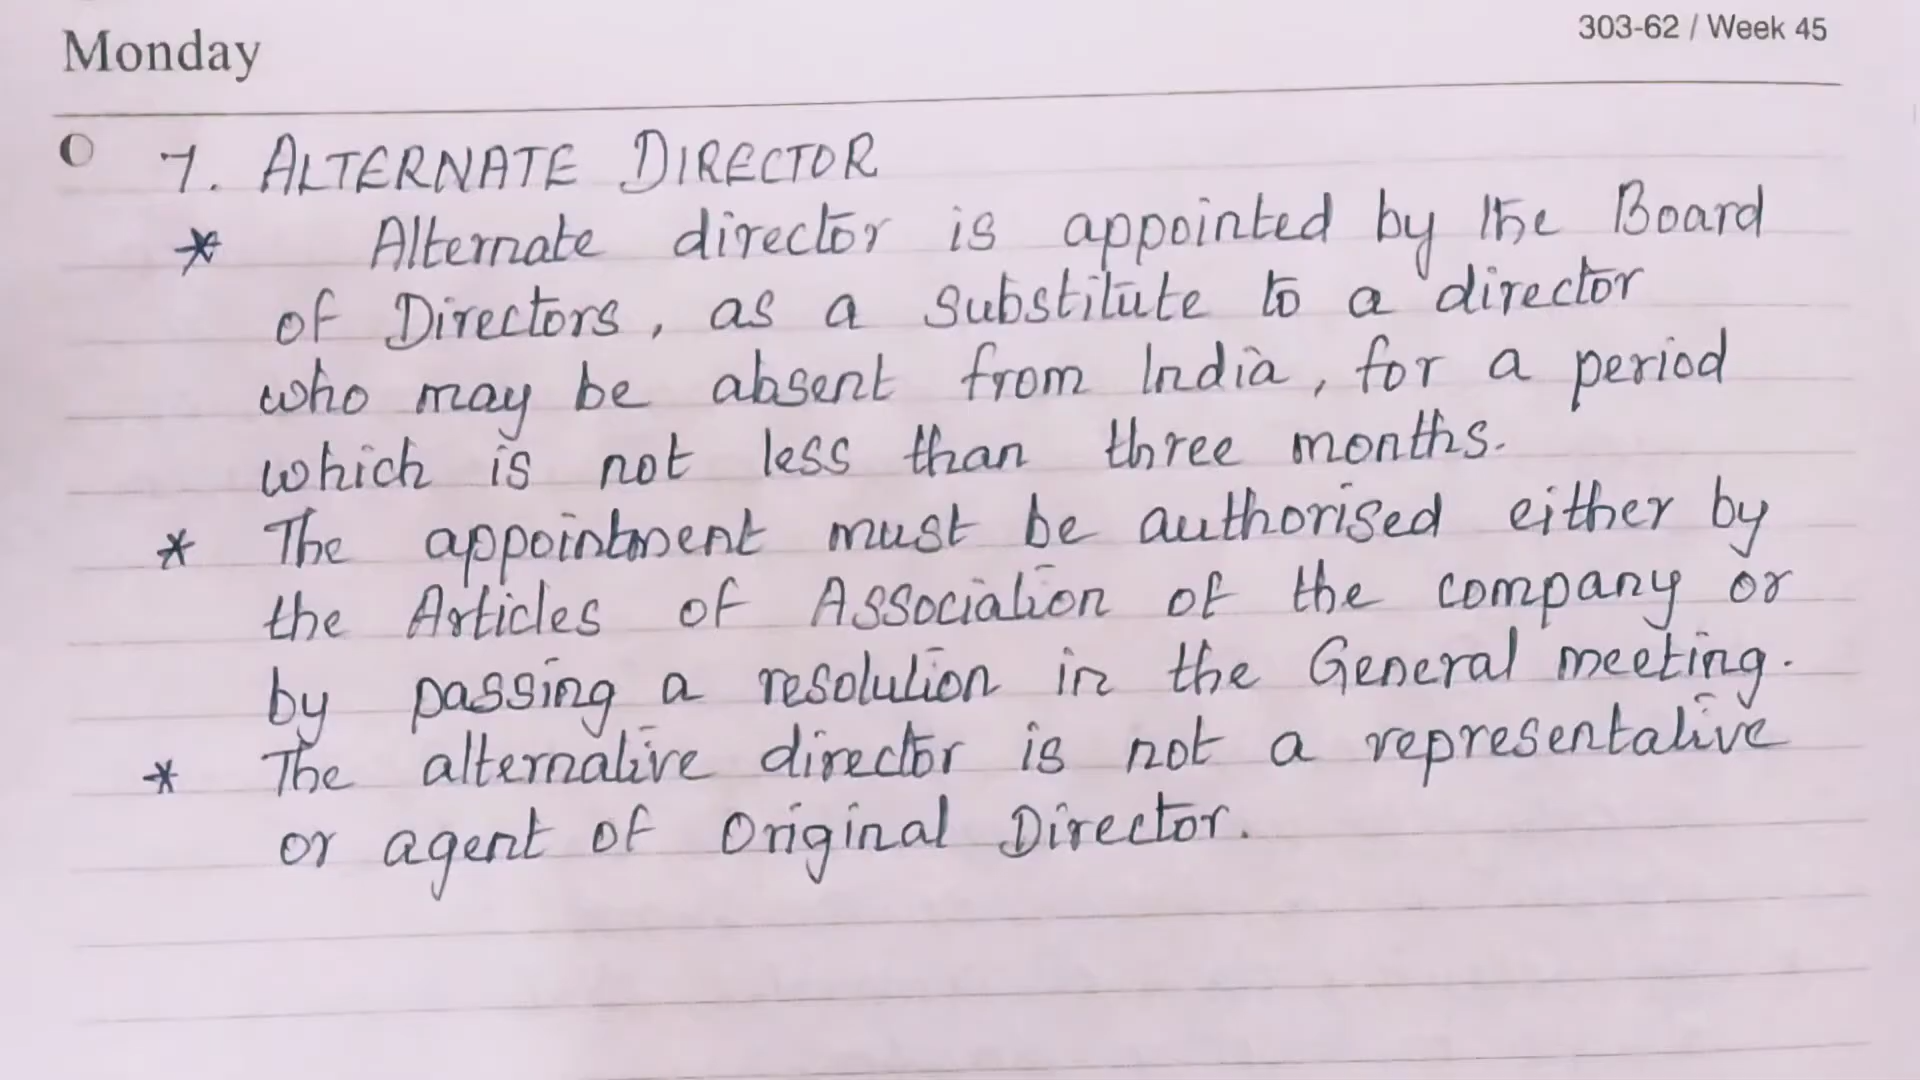 303-62 / Week 45
Monday
7. ALTERNATE DIRECTOR
* Alternate director is appointed by the Board
of Directors, as a substitute to a director
who may be absent from India, for a period
which is not less than three months.
* The appointment must be authorised either by
the Articles of Association of the company or
by passing a resolution in the General meeting.
* The alternative director is not a representative
or agent of Original Director.